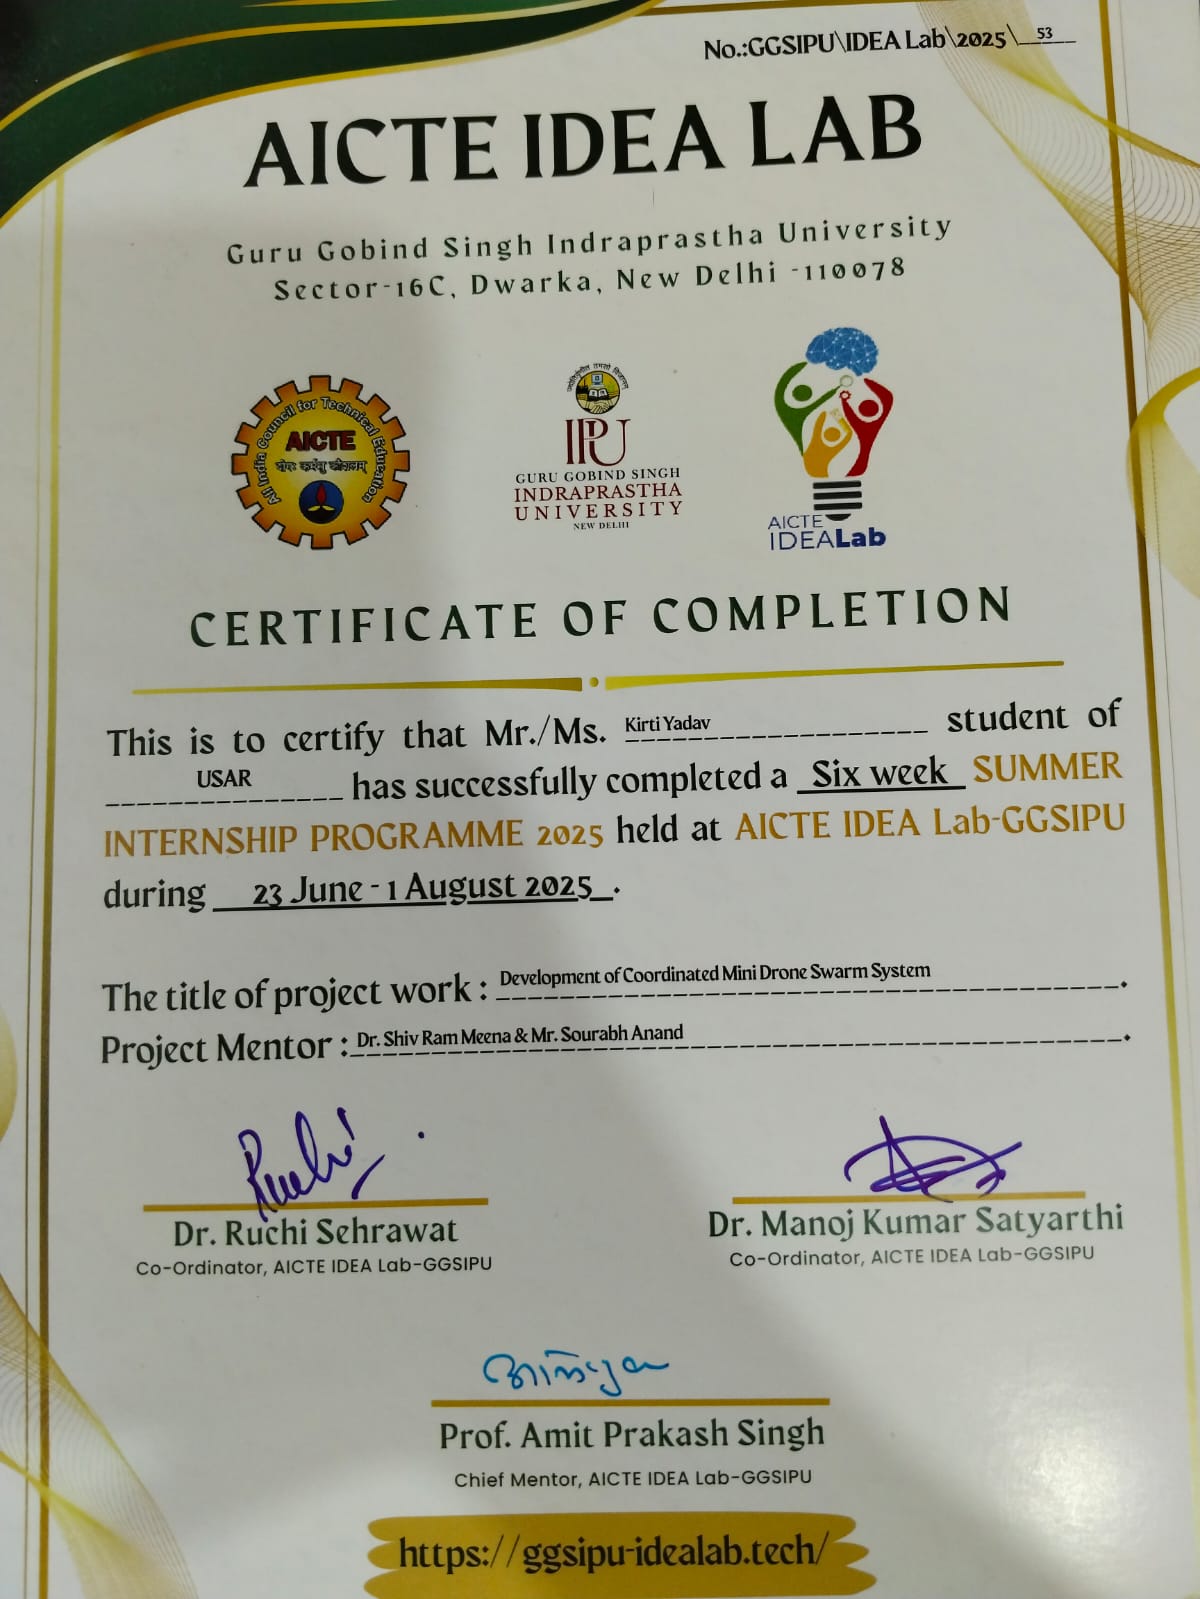 No.:GGSIPU\IDEA Lab\2025\ 53
AICTE IDEA LAB
Guru Gobind Singh Indraprastha University
Sector-16C, Dwarka, New Delhi -110078
All India Council for Technical Education
AICTE
योगः कर्मसु कौशलम्
IPU
GURU GOBIND SINGH
INDRAPRASTHA
UNIVERSITY
NEW DELHI
AICTE
IDEALab
CERTIFICATE OF COMPLETION
This is to certify that Mr./Ms. Kirti Yadav student of
USAR has successfully completed a Six week SUMMER
INTERNSHIP PROGRAMME 2025 held at AICTE IDEA Lab-GGSIPU
during 23 June - 1 August 2025 .
The title of project work : Development of Coordinated Mini Drone Swarm System .
Project Mentor : Dr. Shiv Ram Meena & Mr. Sourabh Anand .
Ruchi
Dr. Ruchi Sehrawat
Co-Ordinator, AICTE IDEA Lab-GGSIPU
Dr. Manoj Kumar Satyarthi
Co-Ordinator, AICTE IDEA Lab-GGSIPU
Prof. Amit Prakash Singh
Chief Mentor, AICTE IDEA Lab-GGSIPU
https://ggsipu-idealab.tech/